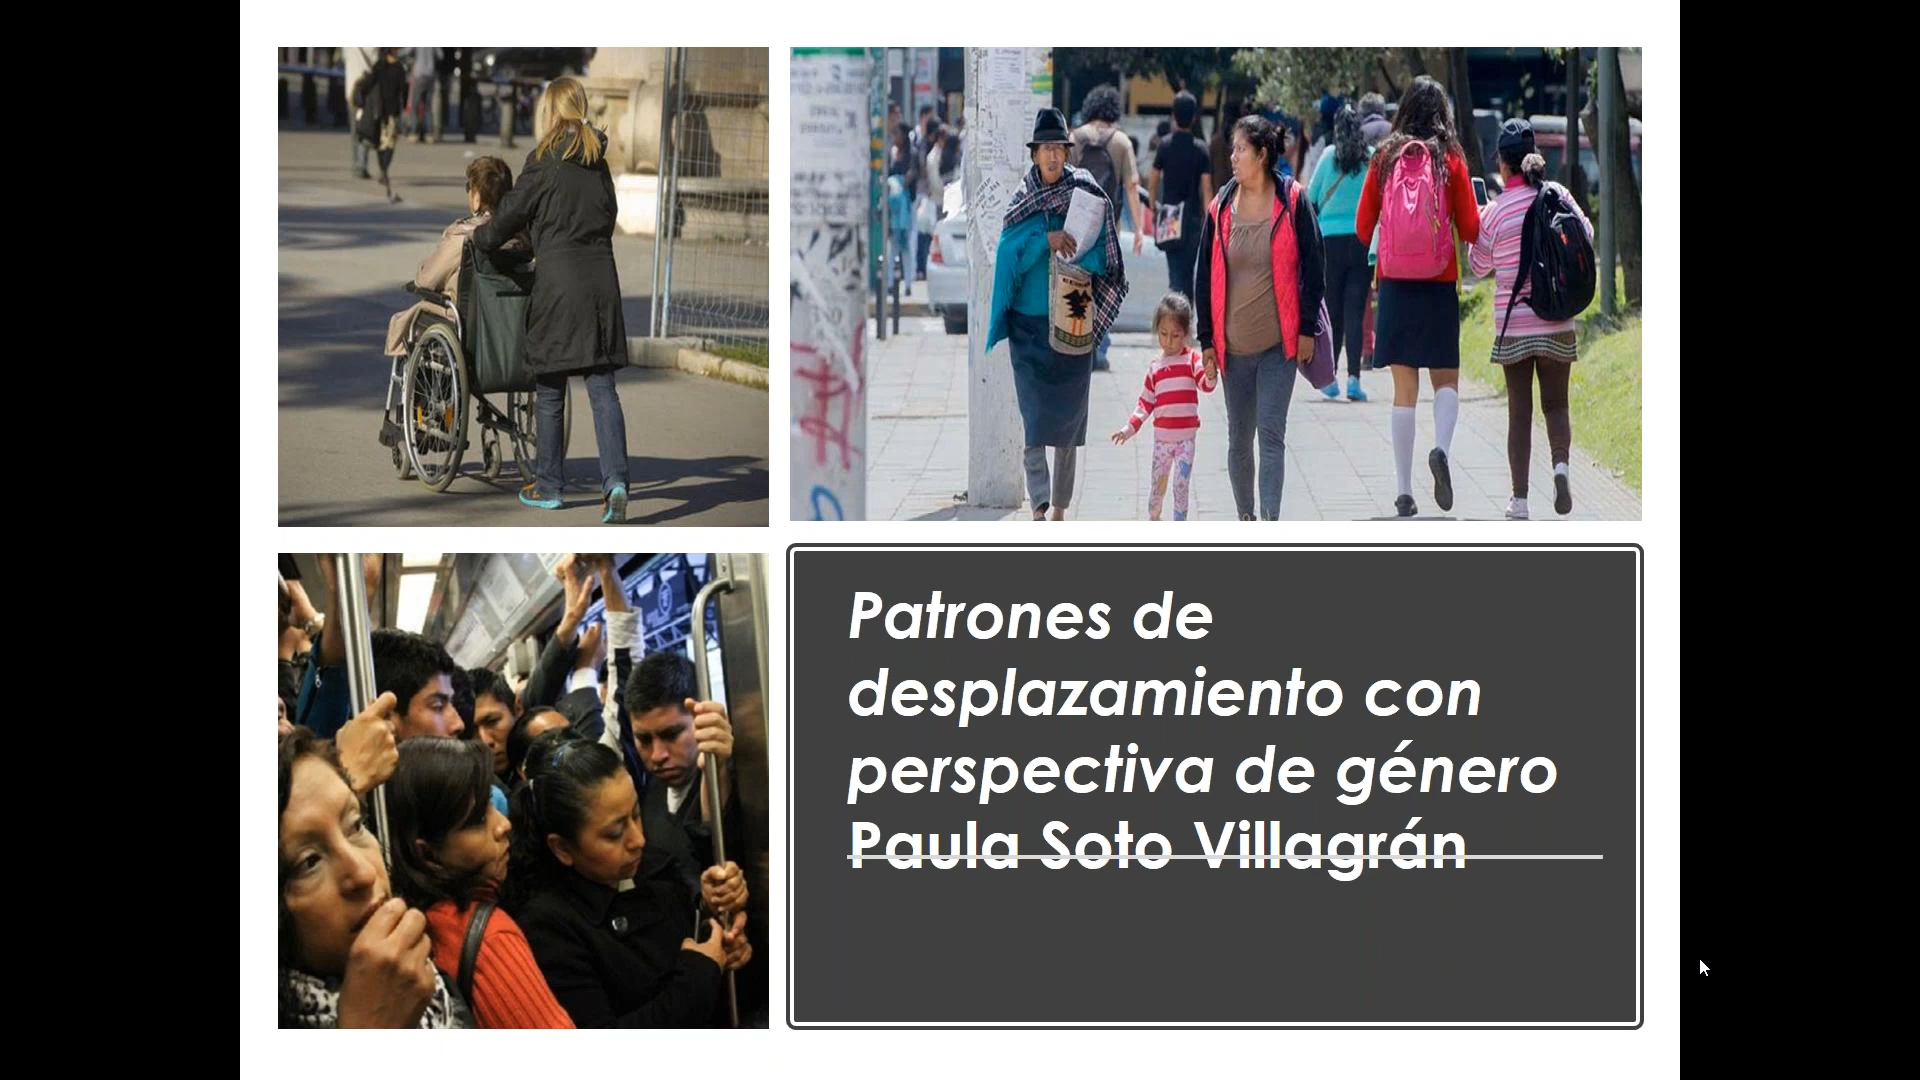 Patrones de
desplazamiento con
perspectiva de género
Paula Soto Villagrán